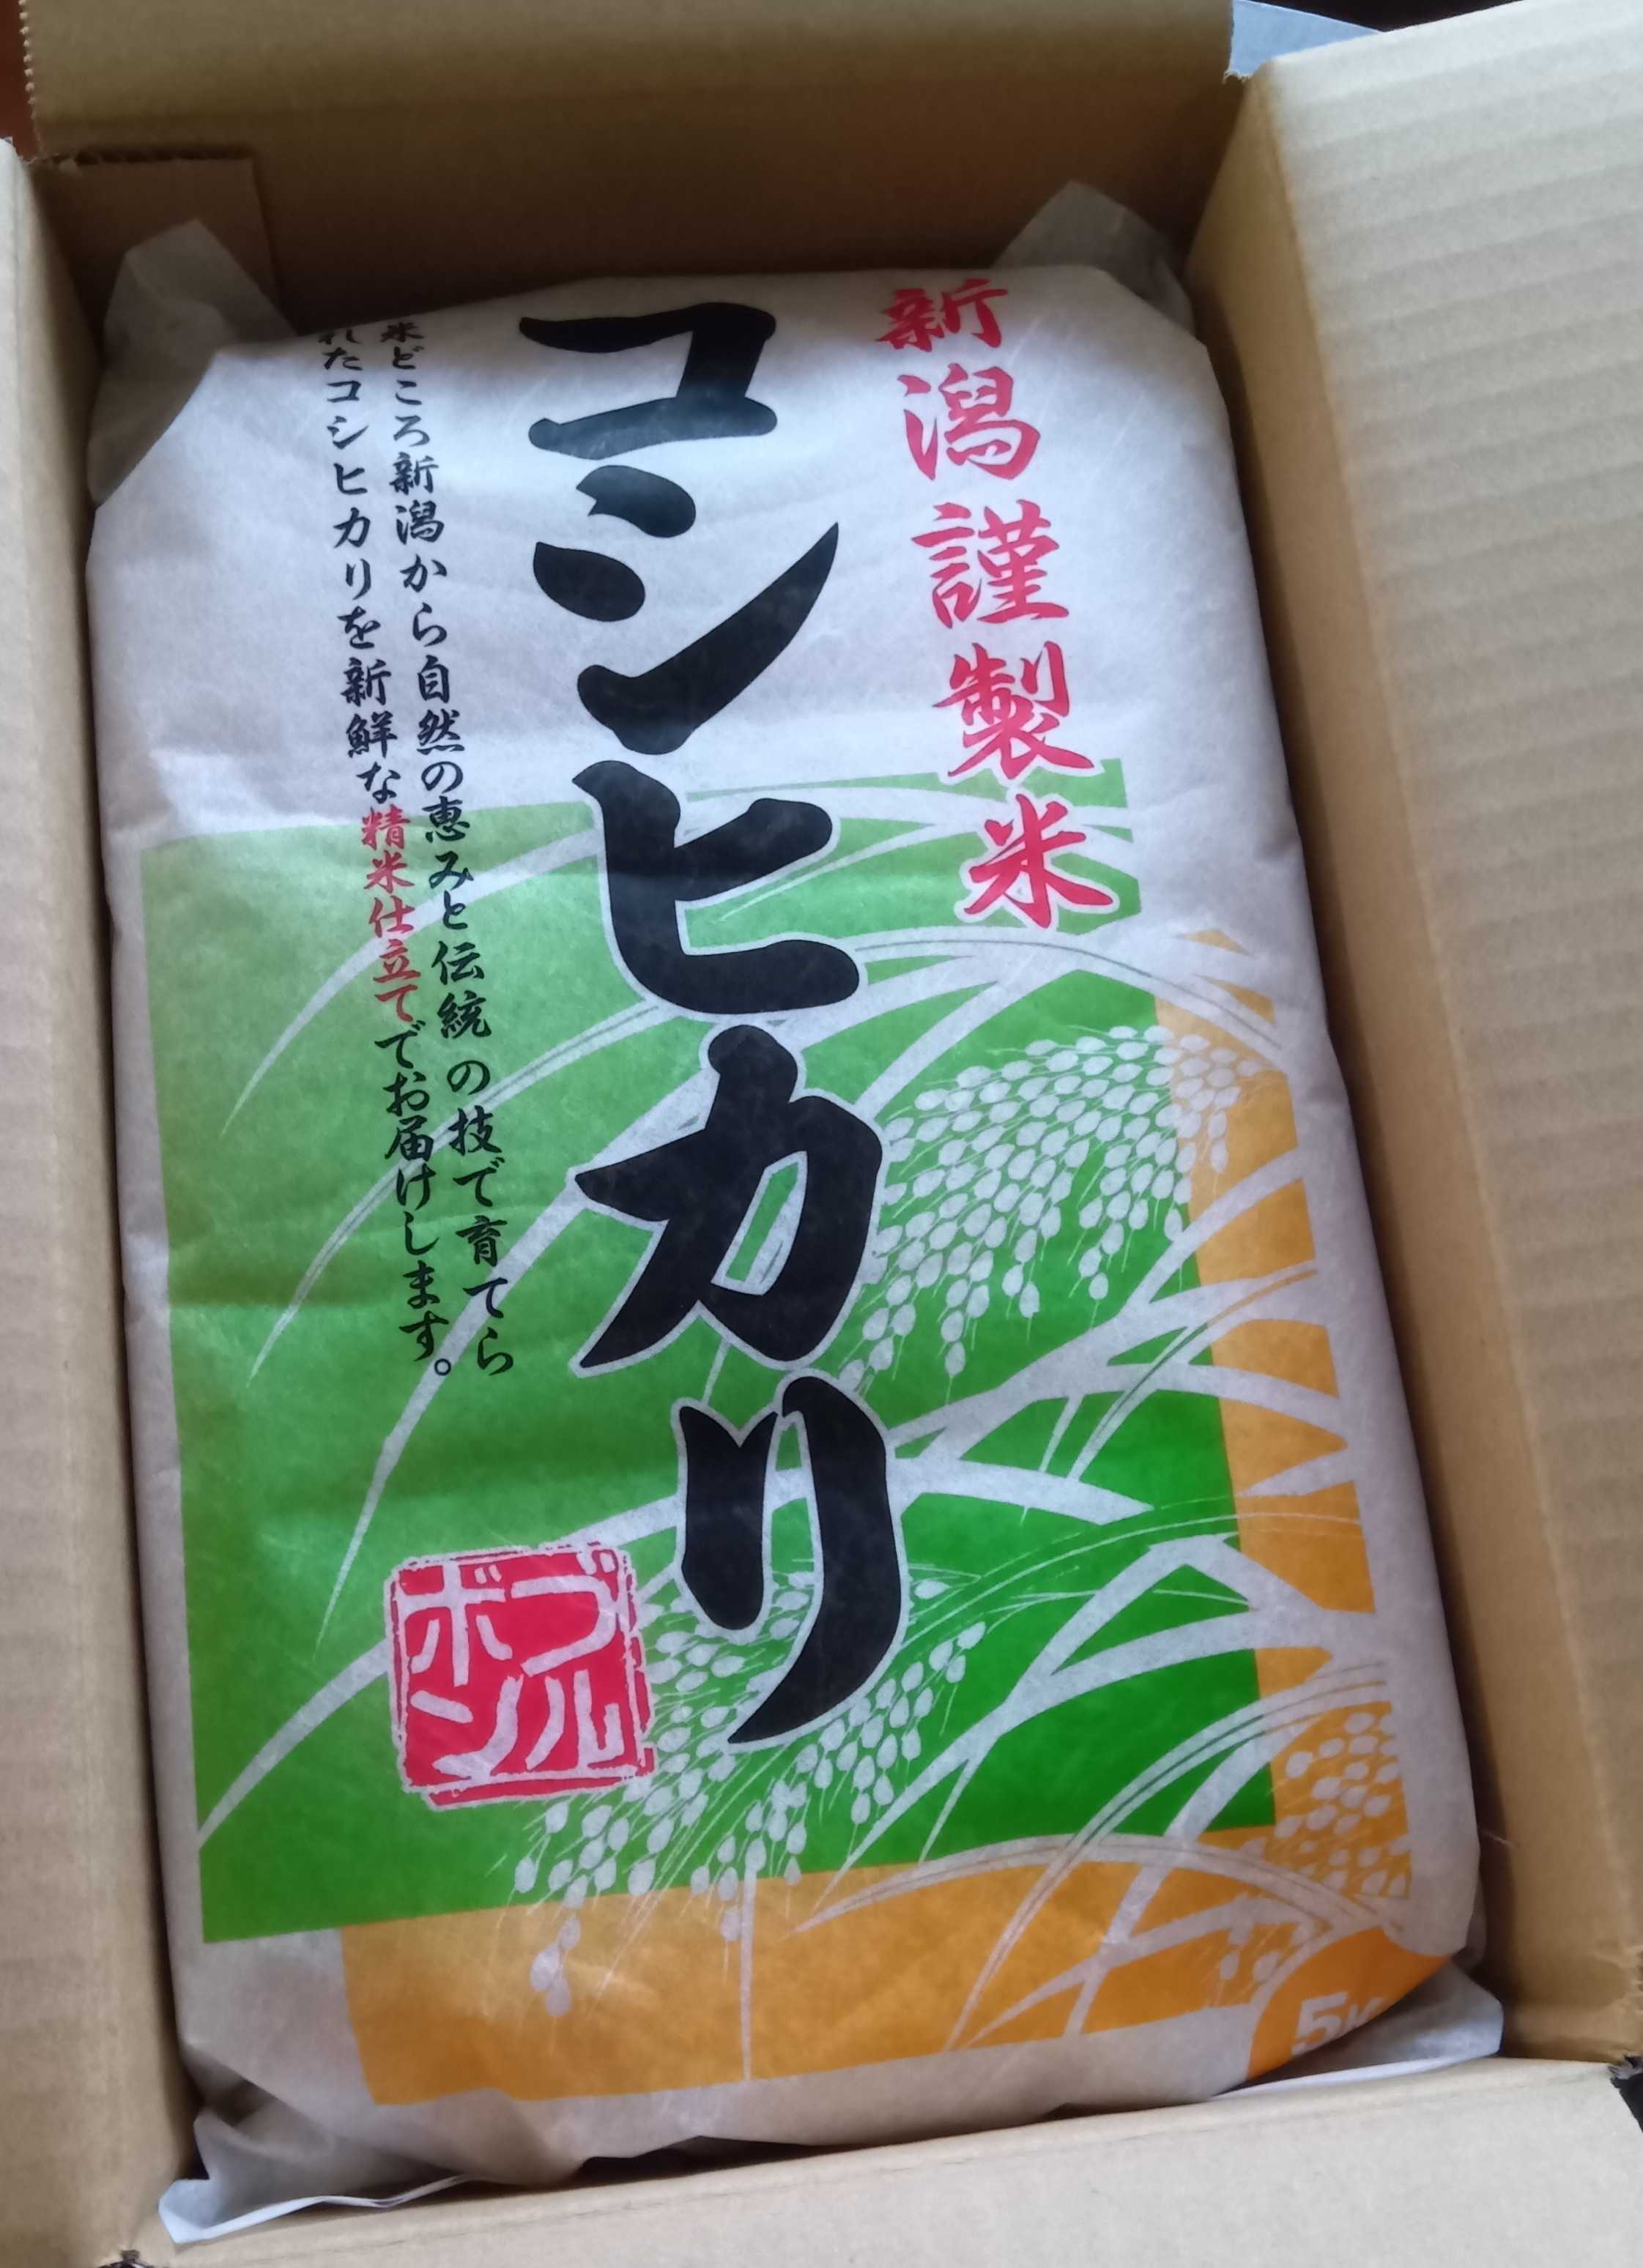 新潟謹製米
コシヒカリ
米どころ新潟から自然の恵みと伝統の技で育てら
れたコシヒカリを新鮮な精米仕立てでお届けします。
ブル
ボン
5K